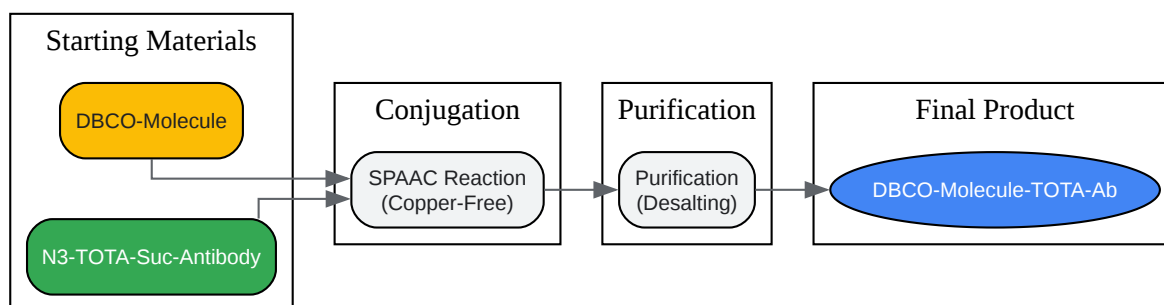 Starting Materials
DBCO-Molecule
N3-TOTA-Suc-Antibody
Conjugation
SPAAC Reaction
(Copper-Free)
Purification
Purification
(Desalting)
Final Product
DBCO-Molecule-TOTA-Ab